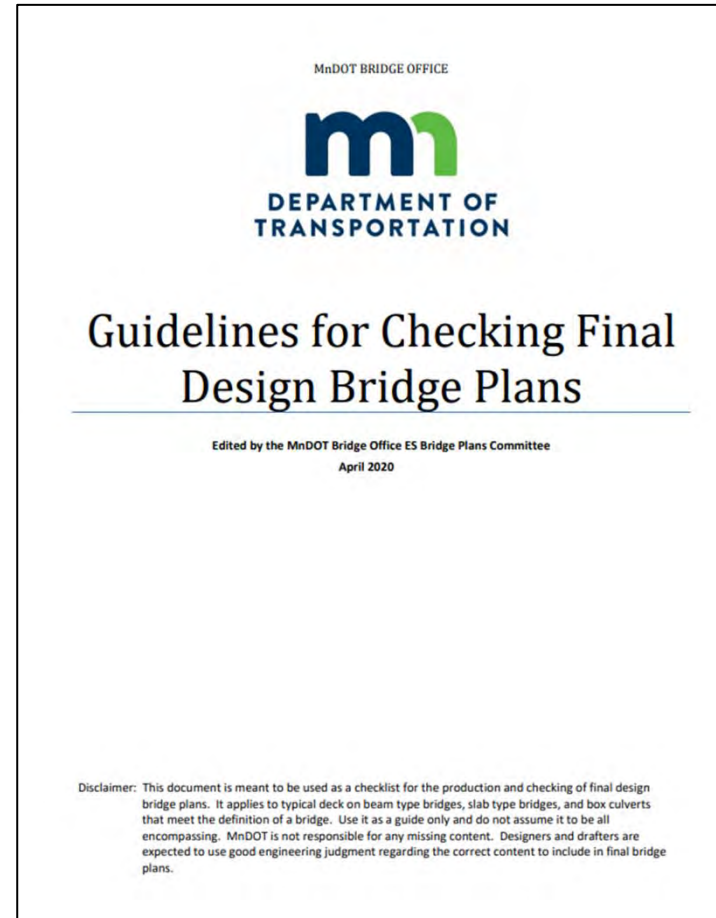 MnDOT BRIDGE OFFICE
mn
DEPARTMENT OF
TRANSPORTATION
Guidelines for Checking Final
Design Bridge Plans
Edited by the MnDOT Bridge Office ES Bridge Plans Committee
April 2020
Disclaimer: This document is meant to be used as a checklist for the production and checking of final design
bridge plans. It applies to typical deck on beam type bridges, slab type bridges, and box culverts
that meet the definition of a bridge. Use it as a guide only and do not assume it to be all
encompassing. MnDOT is not responsible for any missing content. Designers and drafters are
expected to use good engineering judgment regarding the correct content to include in final bridge
plans.